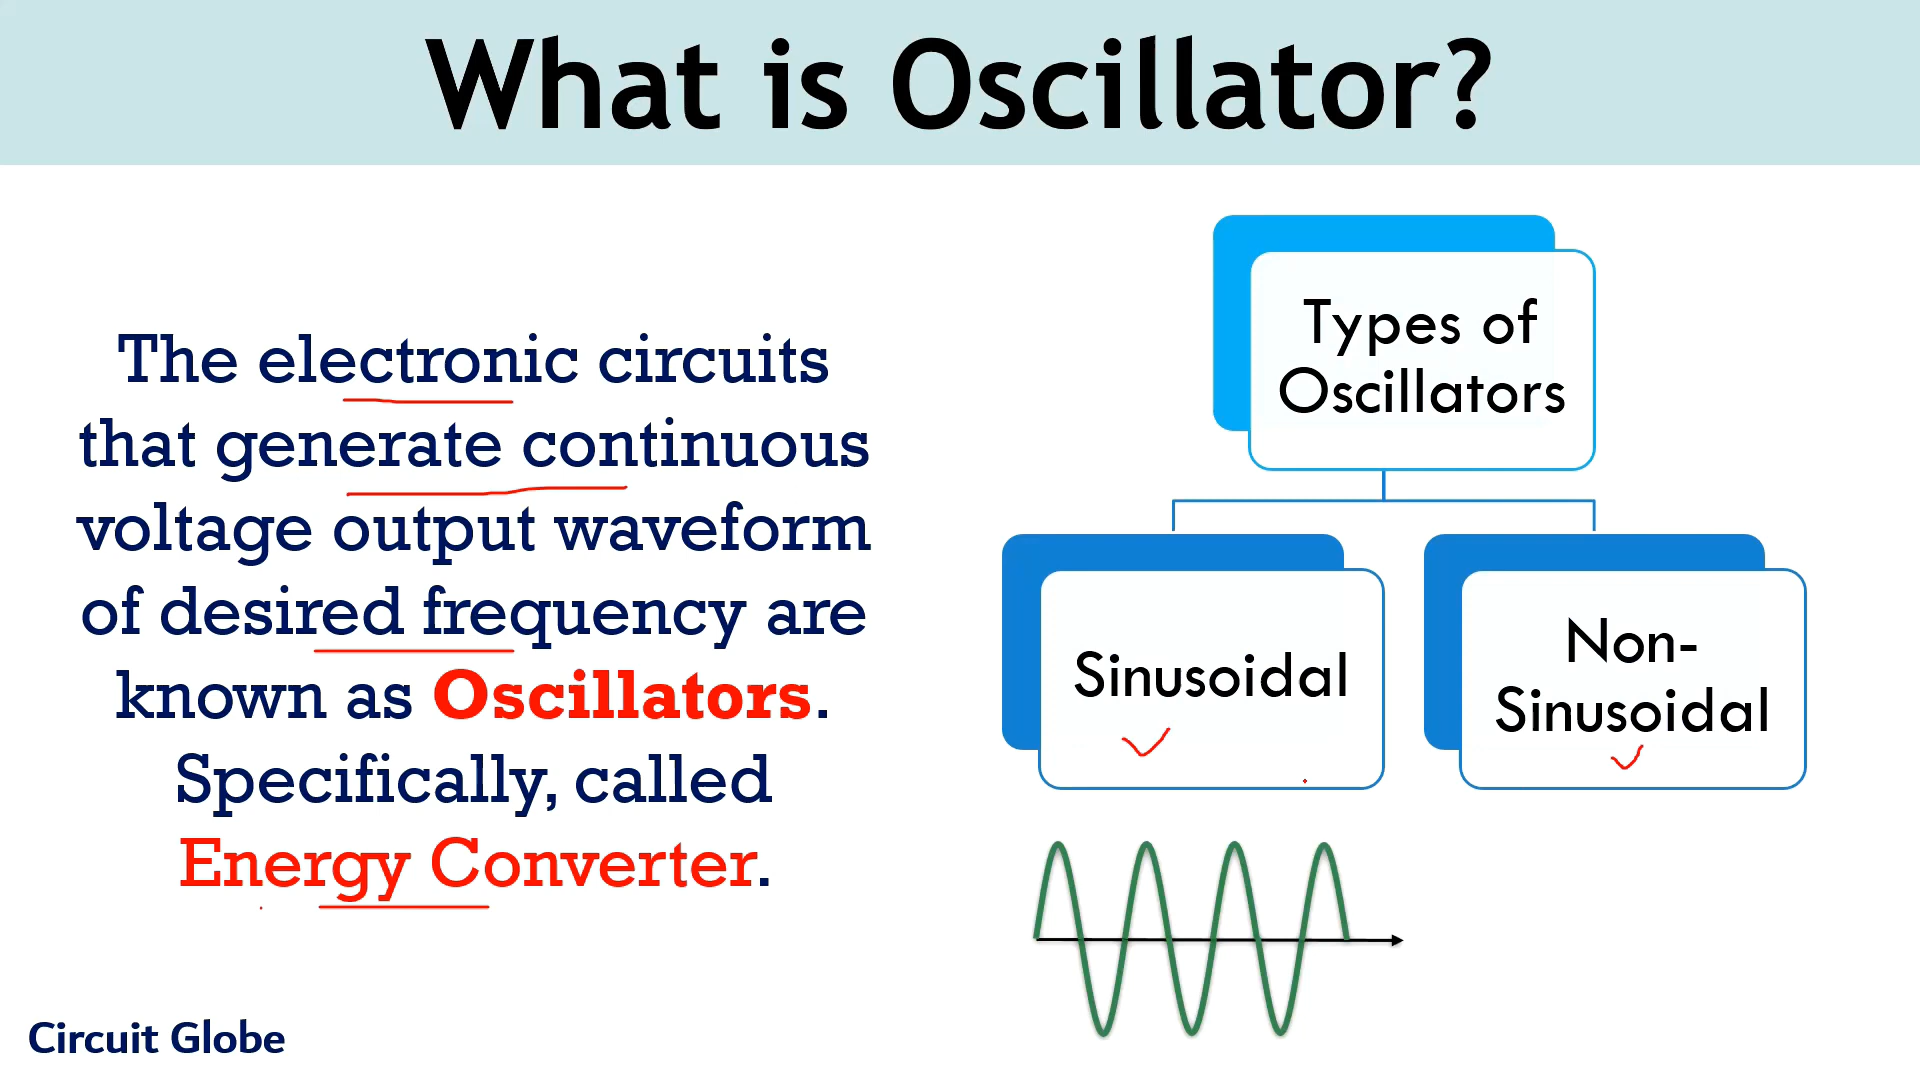 What is Oscillator?
The electronic circuits
that generate continuous
voltage output waveform
of desired frequency are
known as Oscillators.
Specifically, called
Energy Converter.
Types of
Oscillators
Sinusoidal
Non-
Sinusoidal
Circuit Globe